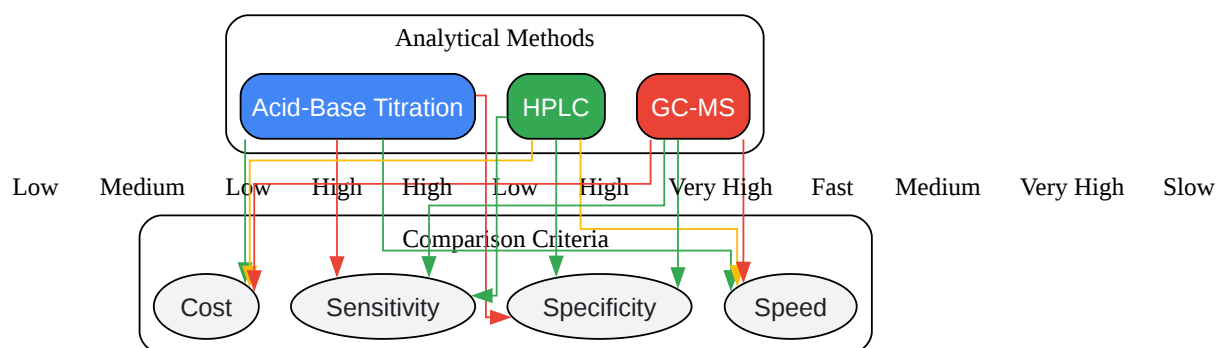 Analytical Methods
Acid-Base Titration HPLC GC-MS
Low Medium Low High High Low High Very High Fast Medium Very High Slow
Comparison Criteria
Cost Sensitivity Specificity Speed